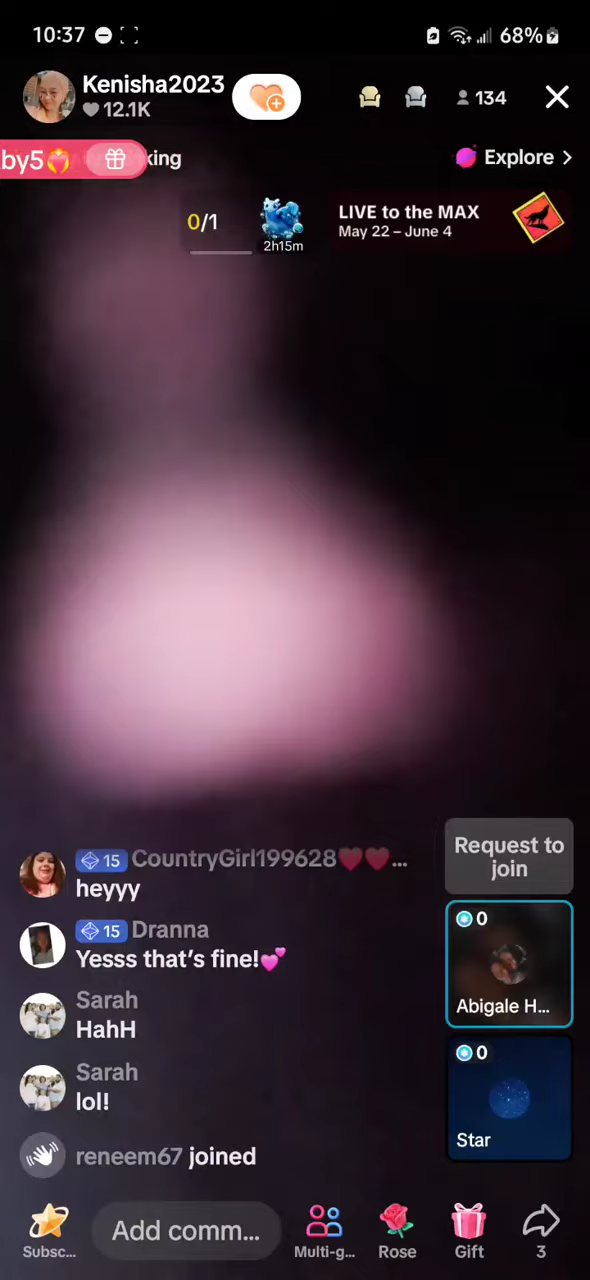 10:37
68%
Kenisha2023
12.1K
134
by5
king
Explore >
0/1
2h15m
LIVE to the MAX
May 22 – June 4
15 CountryGirl199628❤️❤️...
heyyy
15 Dranna
Yesss that's fine!💕
Sarah
HahH
Sarah
lol!
reneem67 joined
Request to
join
0
Abigale H...
0
Star
Subsc...
Add comm...
Multi-g...
Rose
Gift
3